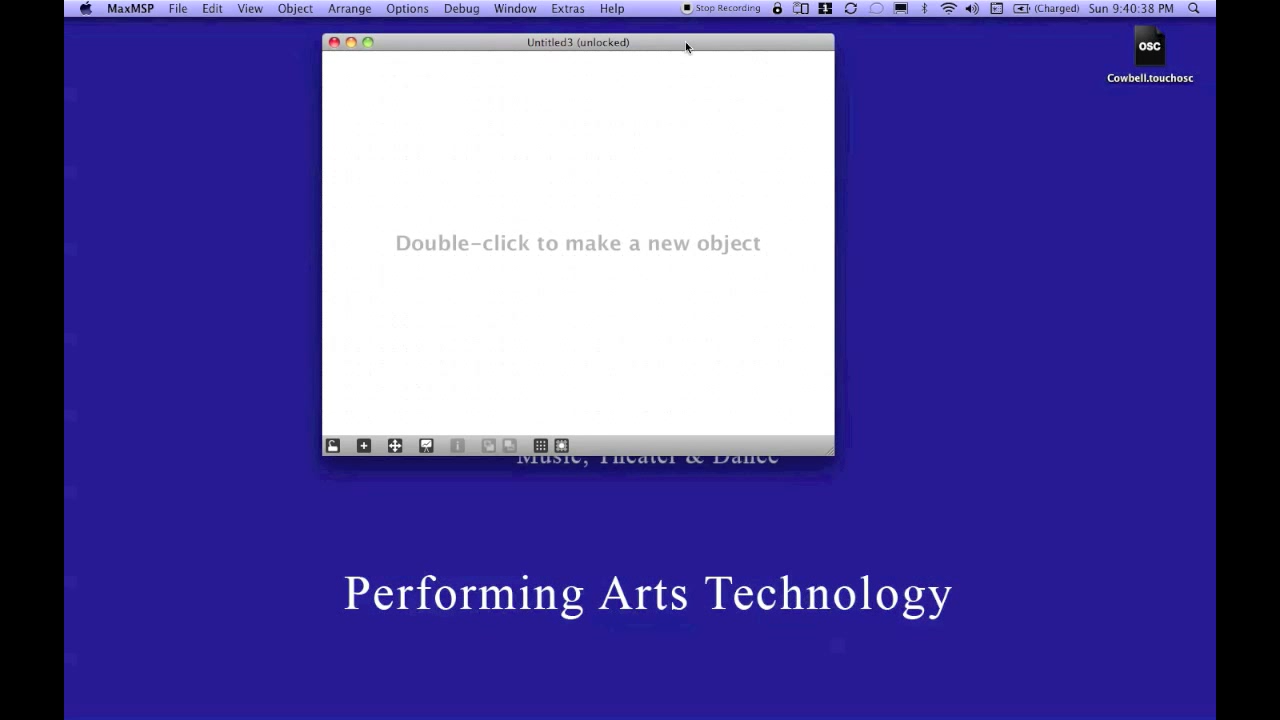 MaxMSP File Edit View Object Arrange Options Debug Window Extras Help Stop Recording (Charged) Sun 9:40:38 PM
Untitled3 (unlocked)
OSC
Cowbell.touchosc
Double-click to make a new object
Music, Theater & Dance
Performing Arts Technology